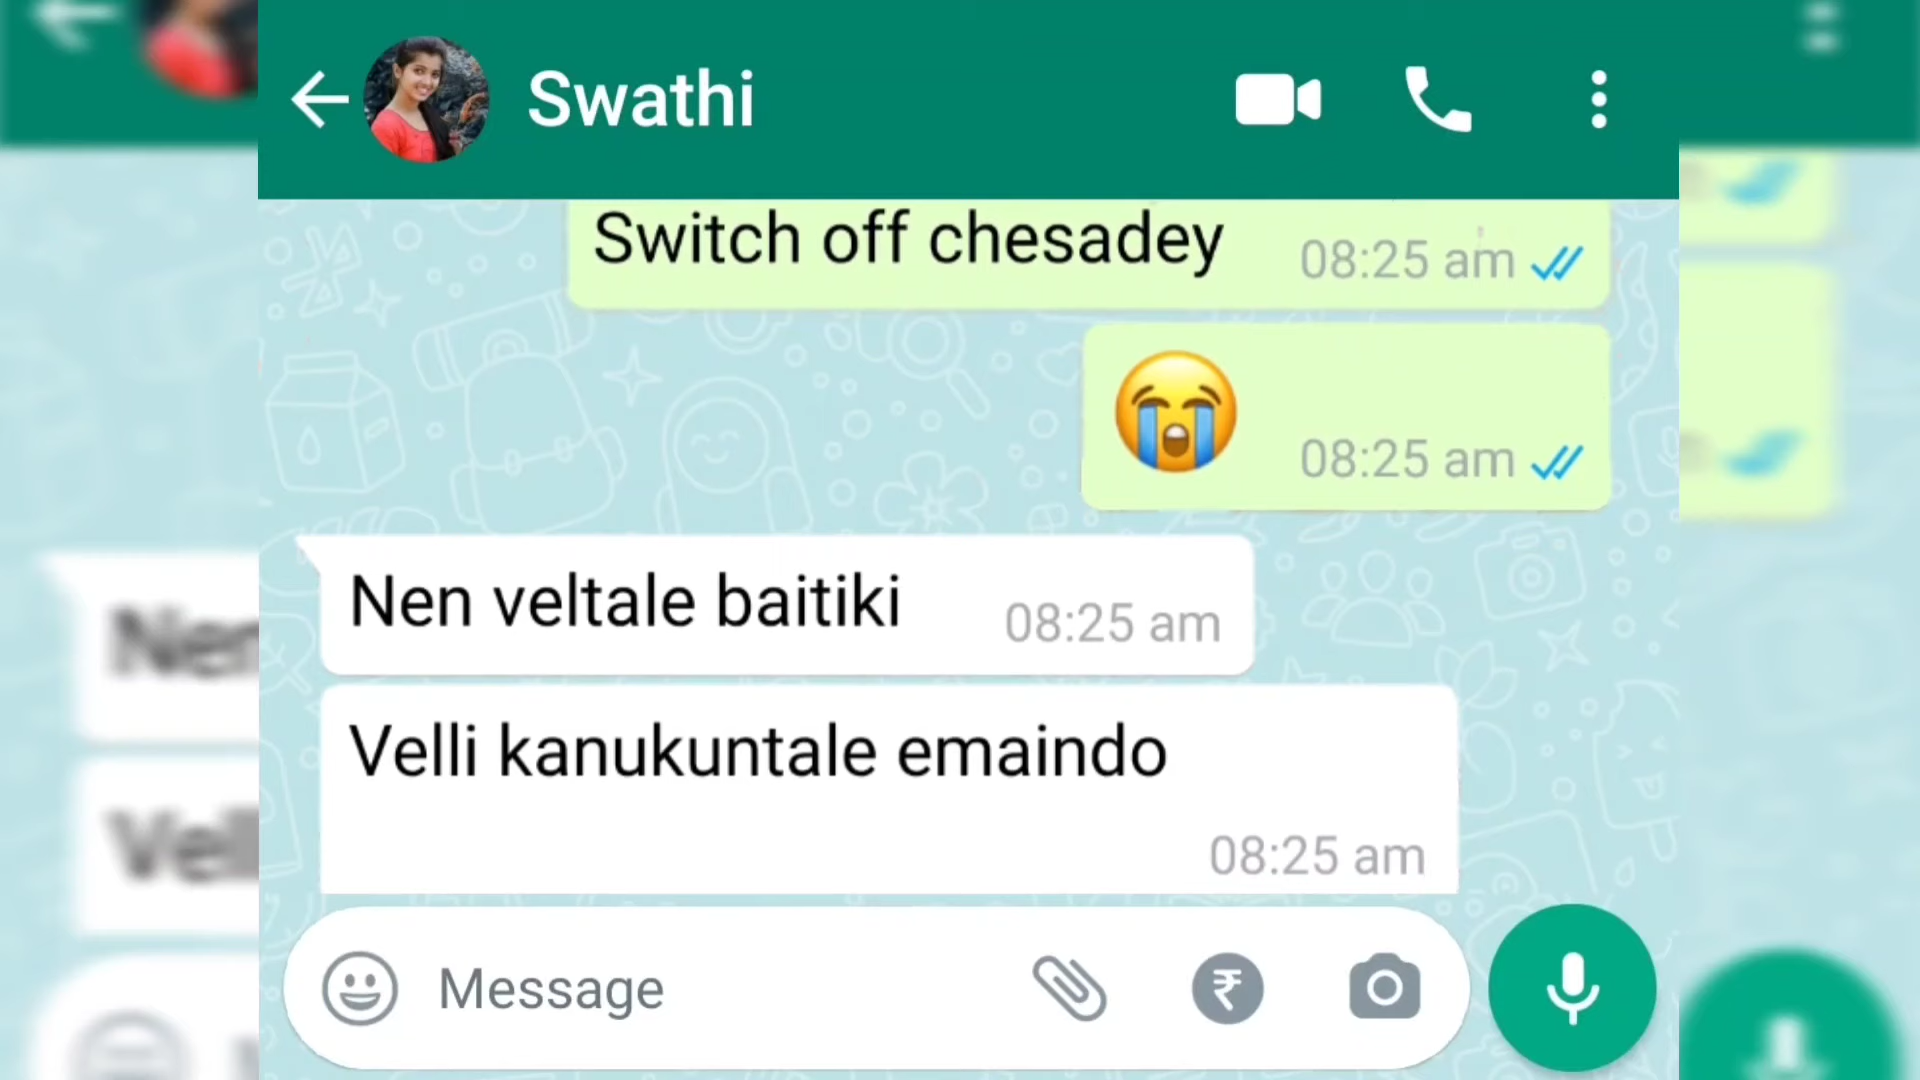 Swathi
Switch off chesadey 08:25 am
😭 08:25 am
Nen veltale baitiki 08:25 am
Velli kanukuntale emaindo
08:25 am
Message